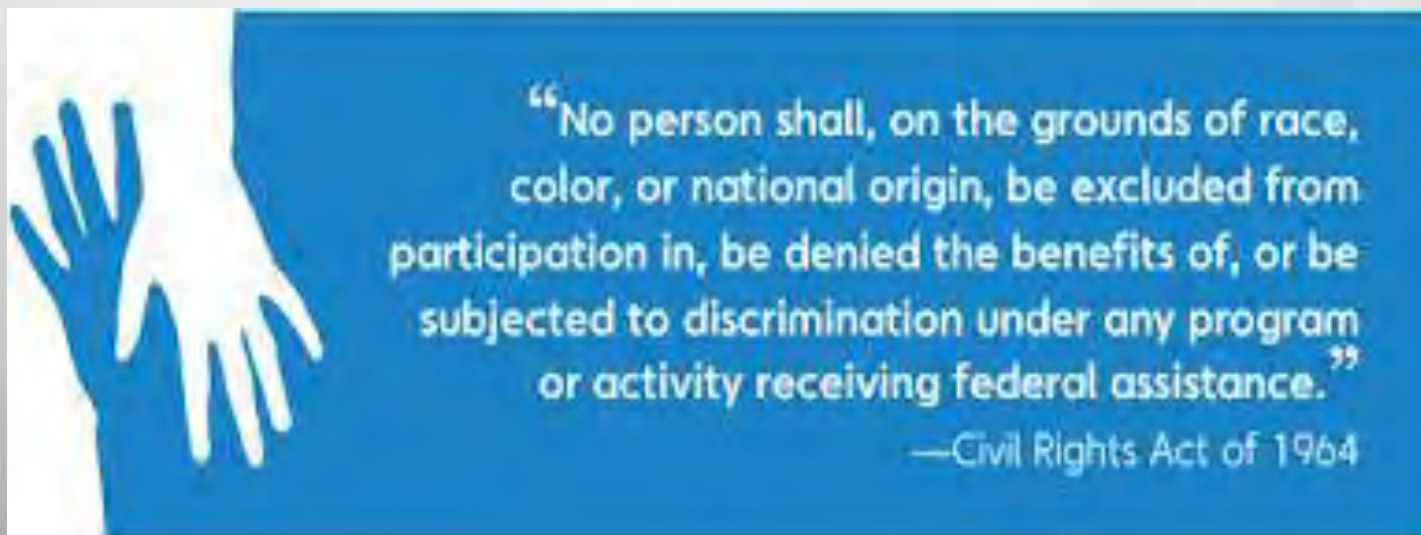 “No person shall, on the grounds of race,
color, or national origin, be excluded from
participation in, be denied the benefits of, or be
subjected to discrimination under any program
or activity receiving federal assistance.”
—Civil Rights Act of 1964